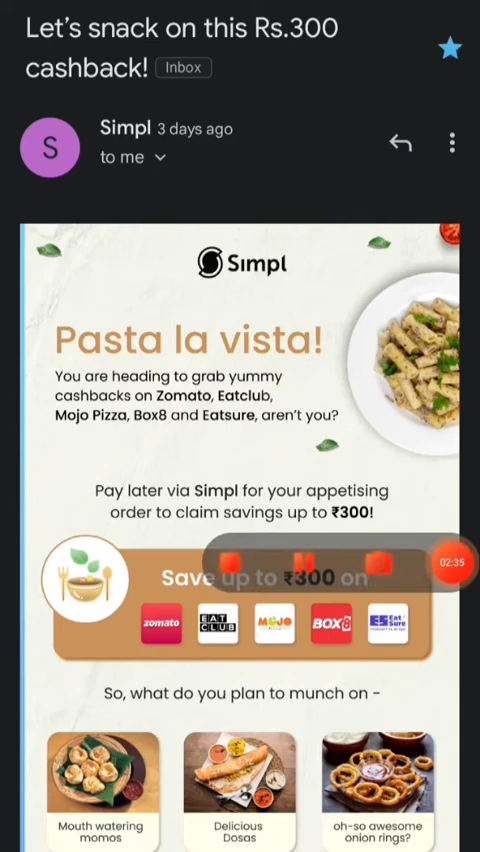 Let's snack on this Rs.300
cashback! Inbox
S
Simpl 3 days ago
to me
Simpl
Pasta la vista!
You are heading to grab yummy
cashbacks on Zomato, Eatclub,
Mojo Pizza, Box8 and Eatsure, aren't you?
Pay later via Simpl for your appetising
order to claim savings up to ₹300!
02:35
Save up to ₹300 on
zomato
EAT
CLUB
MOJO
BOX8
Eat
Sure
So, what do you plan to munch on -
Mouth watering
momos
Delicious
Dosas
oh-so awesome
onion rings?